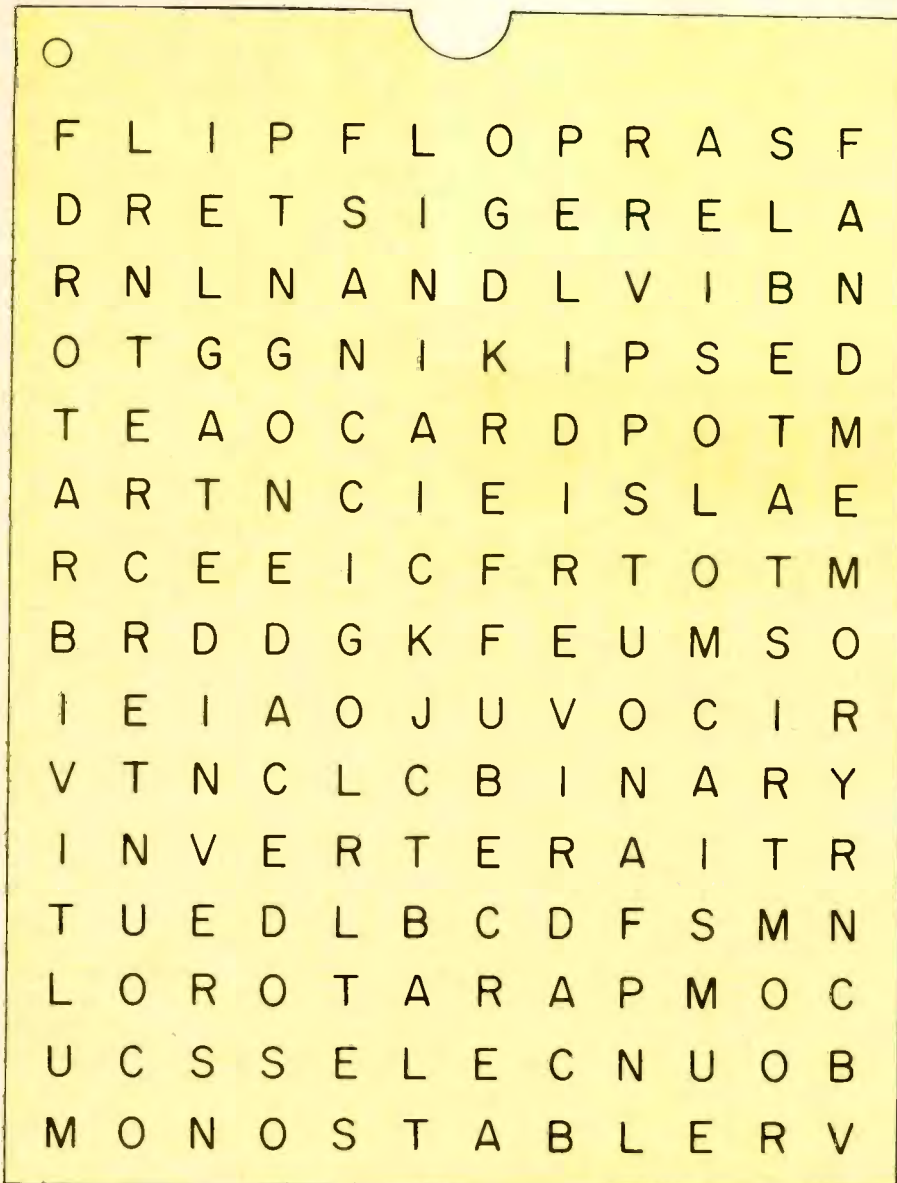 F L I P F L O P R A S F
D R E T S I G E R E L A
R N L N A N D L V I B N
O T G G N I K I P S E D
T E A O C A R D P O T M
A R T N C I E I S L A E
R C E E I C F R T O T M
B R D D G K F E U M S O
I E I A O J U V O C I R
V T N C L C B I N A R Y
I N V E R T E R A I T R
T U E D L B C D F S M N
L O R O T A R A P M O C
U C S S E L E C N U O B
M O N O S T A B L E R V